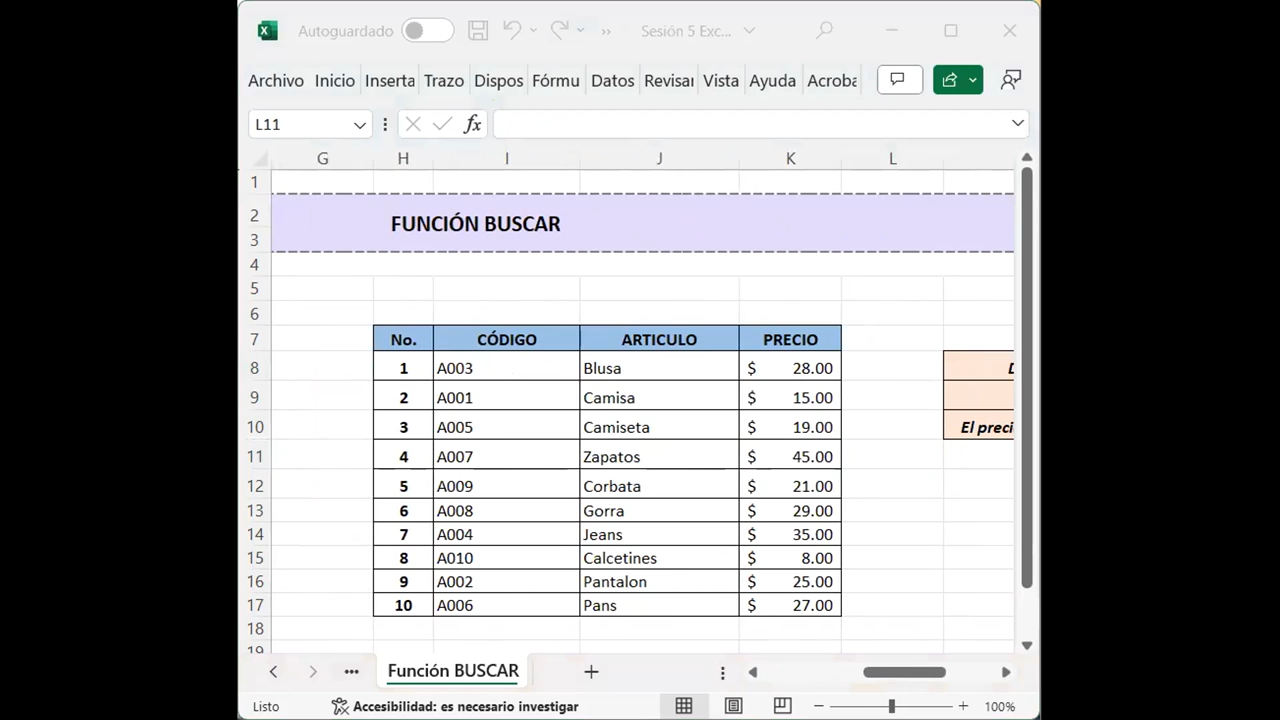 Autoguardado Sesión 5 Exc...
Archivo Inicio Inserta Trazo Dispos Fórmu Datos Revisar Vista Ayuda Acroba
L11 fx
G H I J K L
1
2
FUNCIÓN BUSCAR
3
4
5
6
7 No. CÓDIGO ARTICULO PRECIO
8 1 A003 Blusa $ 28.00
9 2 A001 Camisa $ 15.00
10 3 A005 Camiseta $ 19.00 El preci
11 4 A007 Zapatos $ 45.00
12 5 A009 Corbata $ 21.00
13 6 A008 Gorra $ 29.00
14 7 A004 Jeans $ 35.00
15 8 A010 Calcetines $ 8.00
16 9 A002 Pantalon $ 25.00
17 10 A006 Pans $ 27.00
18
19
Función BUSCAR
Listo Accesibilidad: es necesario investigar 100%